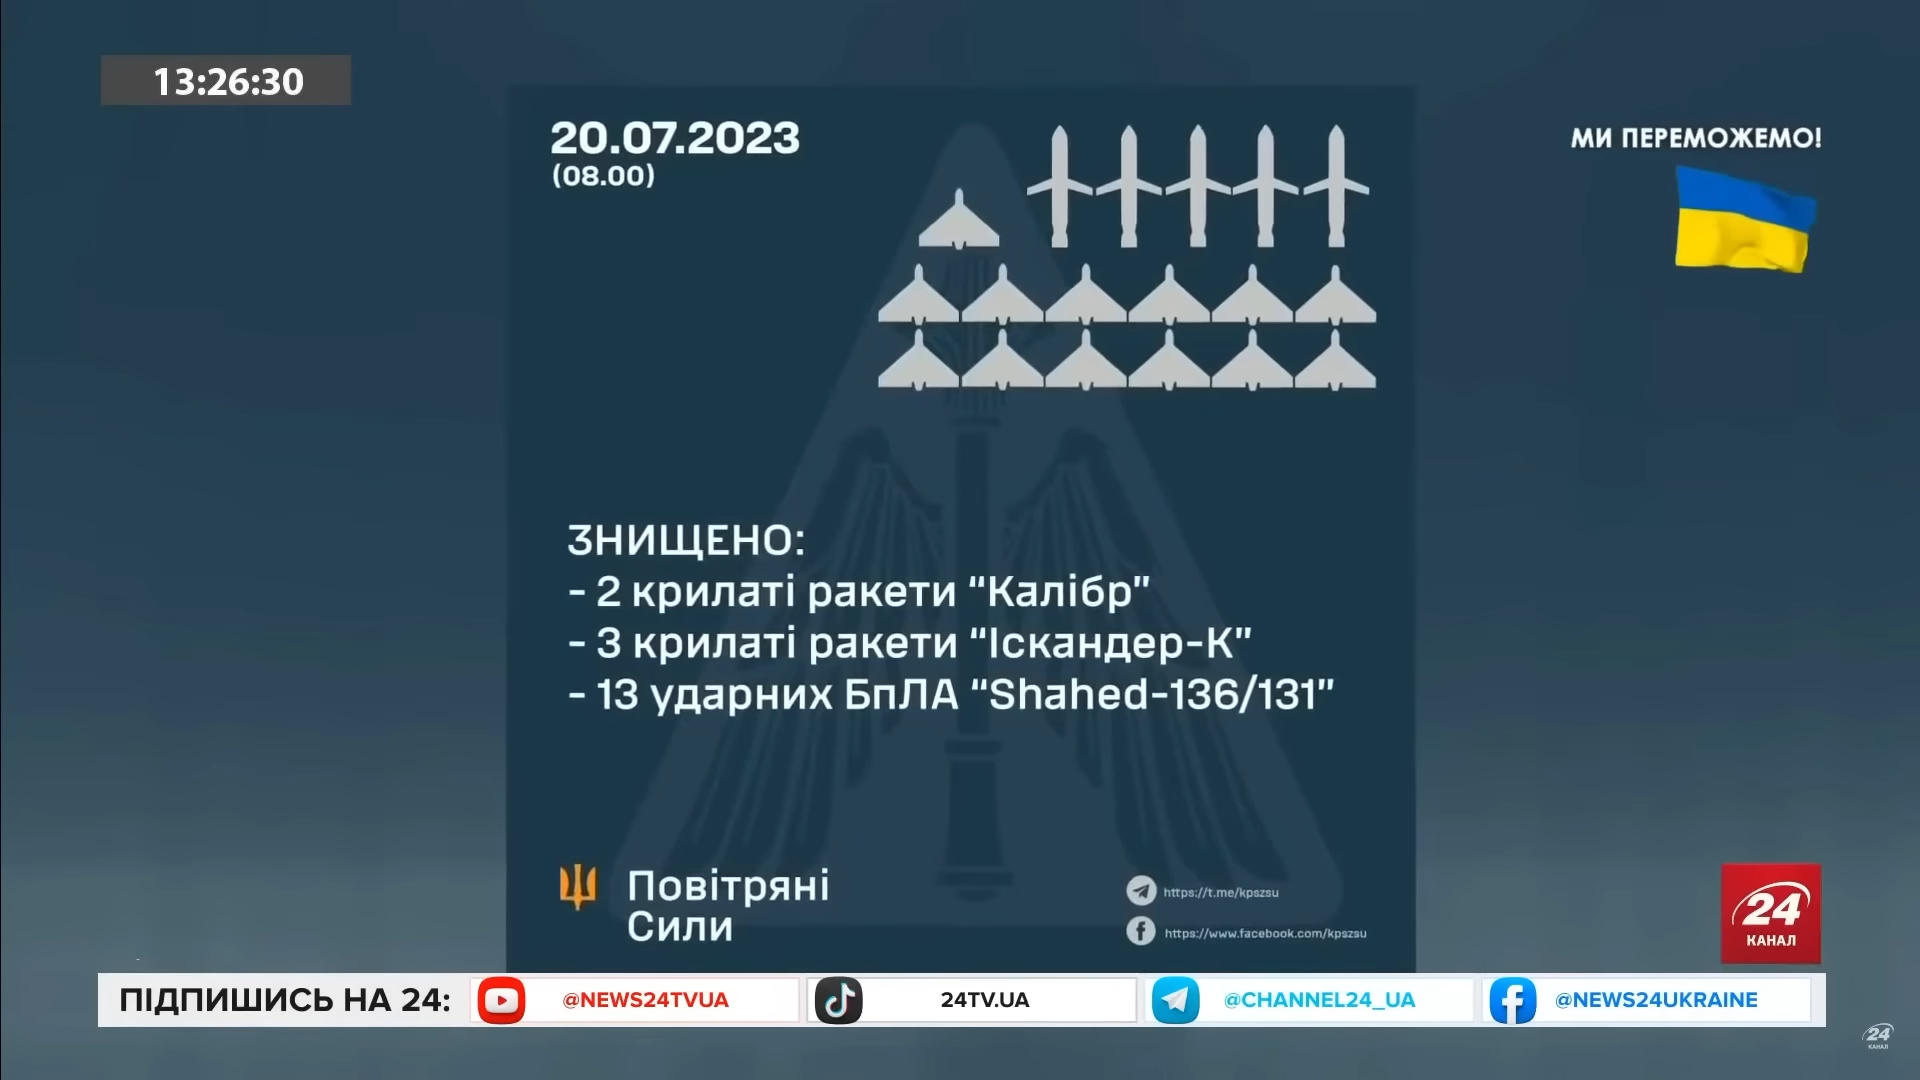 13:26:30
20.07.2023
(08.00)
МИ ПЕРЕМОЖЕМО!
ЗНИЩЕНО:
- 2 крилаті ракети “Калібр”
- 3 крилаті ракети “Іскандер-К”
- 13 ударних БпЛА “Shahed-136/131”
Повітряні
Сили
https://t.me/kpszsu
https://www.facebook.com/kpszsu
24
КАНАЛ
ПІДПИШИСЬ НА 24:
@NEWS24TVUA
24TV.UA
@CHANNEL24_UA
@NEWS24UKRAINE
24
КАНАЛ